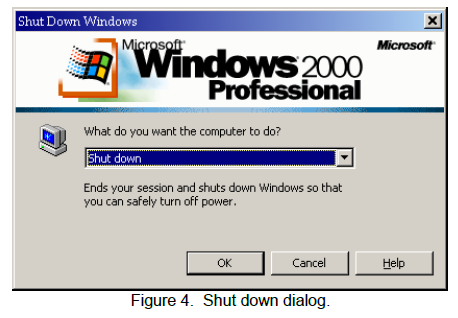 Shut Down Windows
Microsoft
Microsoft
Windows 2000
Professional
What do you want the computer to do?
Shut down
Ends your session and shuts down Windows so that
you can safely turn off power.
OK Cancel Help
Figure 4. Shut down dialog.